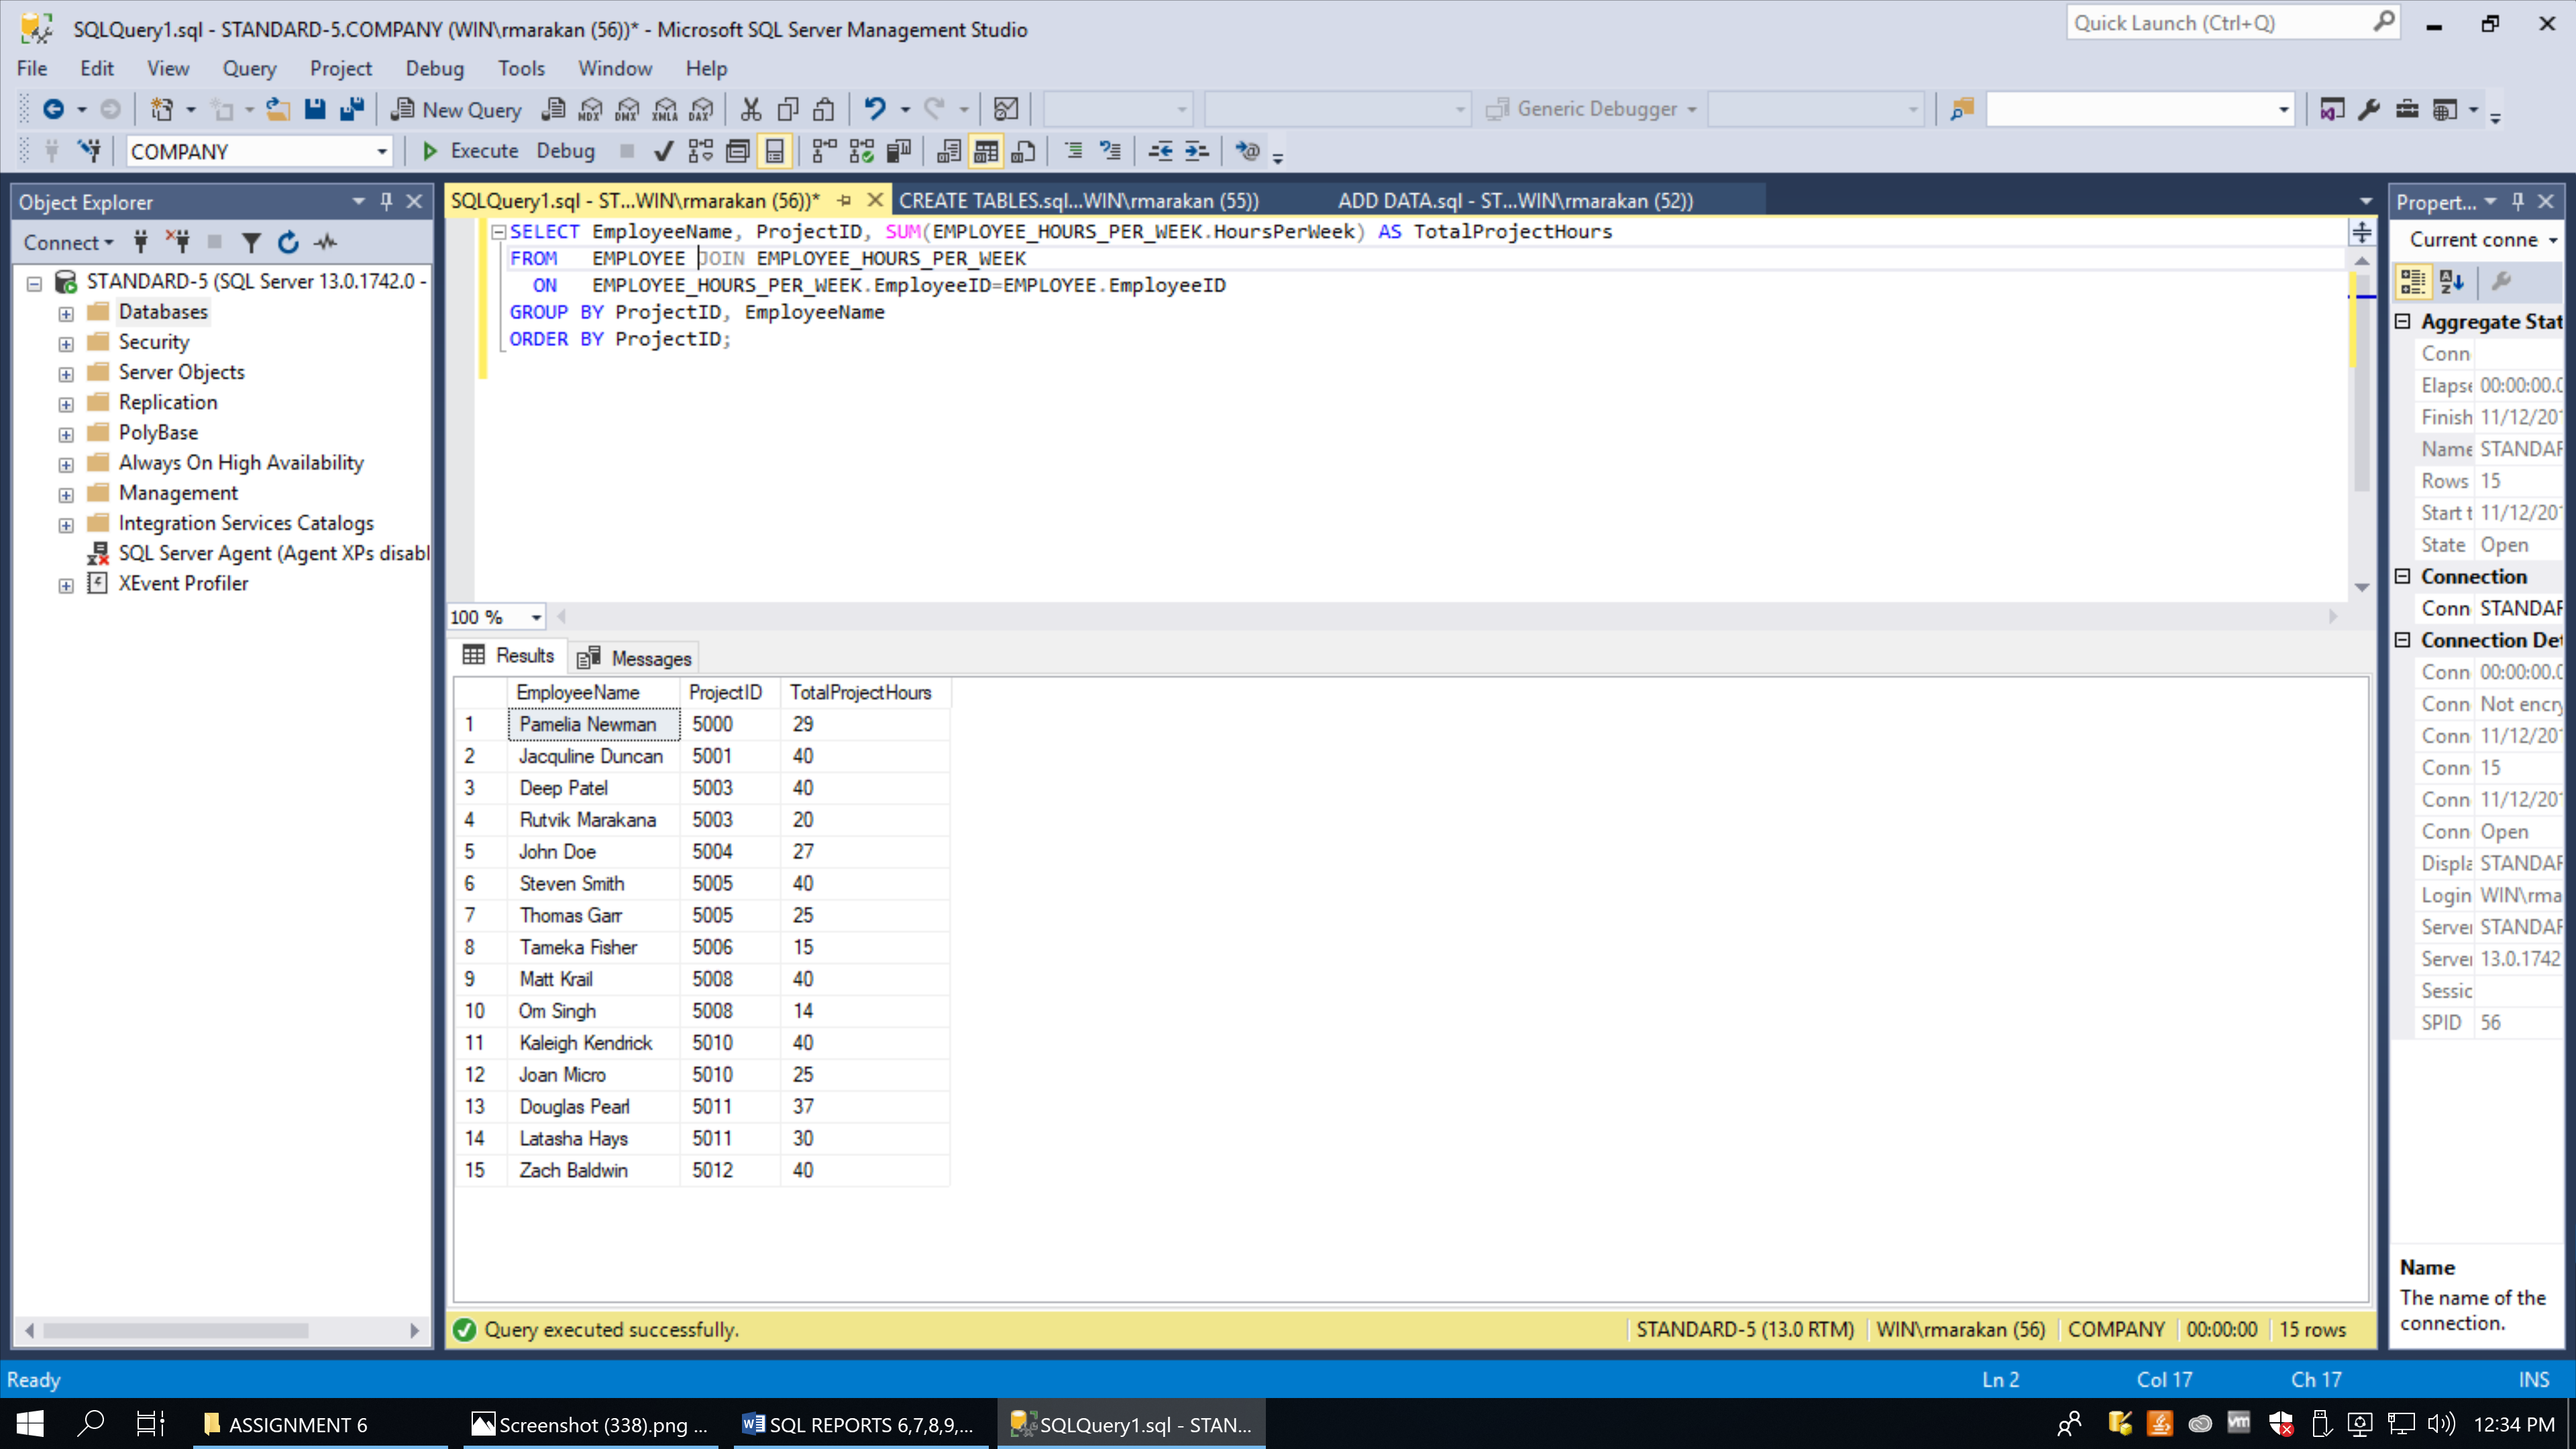 SQLQuery1.sql - STANDARD-5.COMPANY (WIN\rmarakan (56))* - Microsoft SQL Server Management Studio
Quick Launch (Ctrl+Q)
File Edit View Query Project Debug Tools Window Help
New Query MDX DMX XMLA DAX Generic Debugger
COMPANY Execute Debug
Object Explorer
Connect
STANDARD-5 (SQL Server 13.0.1742.0 -
Databases
Security
Server Objects
Replication
PolyBase
Always On High Availability
Management
Integration Services Catalogs
SQL Server Agent (Agent XPs disabl
XEvent Profiler
SQLQuery1.sql - ST...WIN\rmarakan (56))* CREATE TABLES.sql...WIN\rmarakan (55)) ADD DATA.sql - ST...WIN\rmarakan (52))
SELECT EmployeeName, ProjectID, SUM(EMPLOYEE_HOURS_PER_WEEK.HoursPerWeek) AS TotalProjectHours
FROM EMPLOYEE JOIN EMPLOYEE_HOURS_PER_WEEK
ON EMPLOYEE_HOURS_PER_WEEK.EmployeeID=EMPLOYEE.EmployeeID
GROUP BY ProjectID, EmployeeName
ORDER BY ProjectID;
100 %
Results Messages
EmployeeName ProjectID TotalProjectHours
1 Pamelia Newman 5000 29
2 Jacquline Duncan 5001 40
3 Deep Patel 5003 40
4 Rutvik Marakana 5003 20
5 John Doe 5004 27
6 Steven Smith 5005 40
7 Thomas Garr 5005 25
8 Tameka Fisher 5006 15
9 Matt Krail 5008 40
10 Om Singh 5008 14
11 Kaleigh Kendrick 5010 40
12 Joan Micro 5010 25
13 Douglas Pearl 5011 37
14 Latasha Hays 5011 30
15 Zach Baldwin 5012 40
Query executed successfully. STANDARD-5 (13.0 RTM) WIN\rmarakan (56) COMPANY 00:00:00 15 rows
Propert...
Current conne
Aggregate Stat
Conn
Elapse 00:00:00.0
Finish 11/12/201
Name STANDAR
Rows 15
Start t 11/12/201
State Open
Connection
Conn STANDAR
Connection Det
Conn 00:00:00.0
Conn Not encry
Conn 11/12/201
Conn 15
Conn 11/12/201
Conn Open
Displa STANDAR
Login WIN\rma
Server STANDAR
Server 13.0.1742
Sessic
SPID 56
Name
The name of the
connection.
Ready Ln 2 Col 17 Ch 17 INS
ASSIGNMENT 6 Screenshot (338).png ... SQL REPORTS 6,7,8,9,... SQLQuery1.sql - STAN... vm 12:34 PM